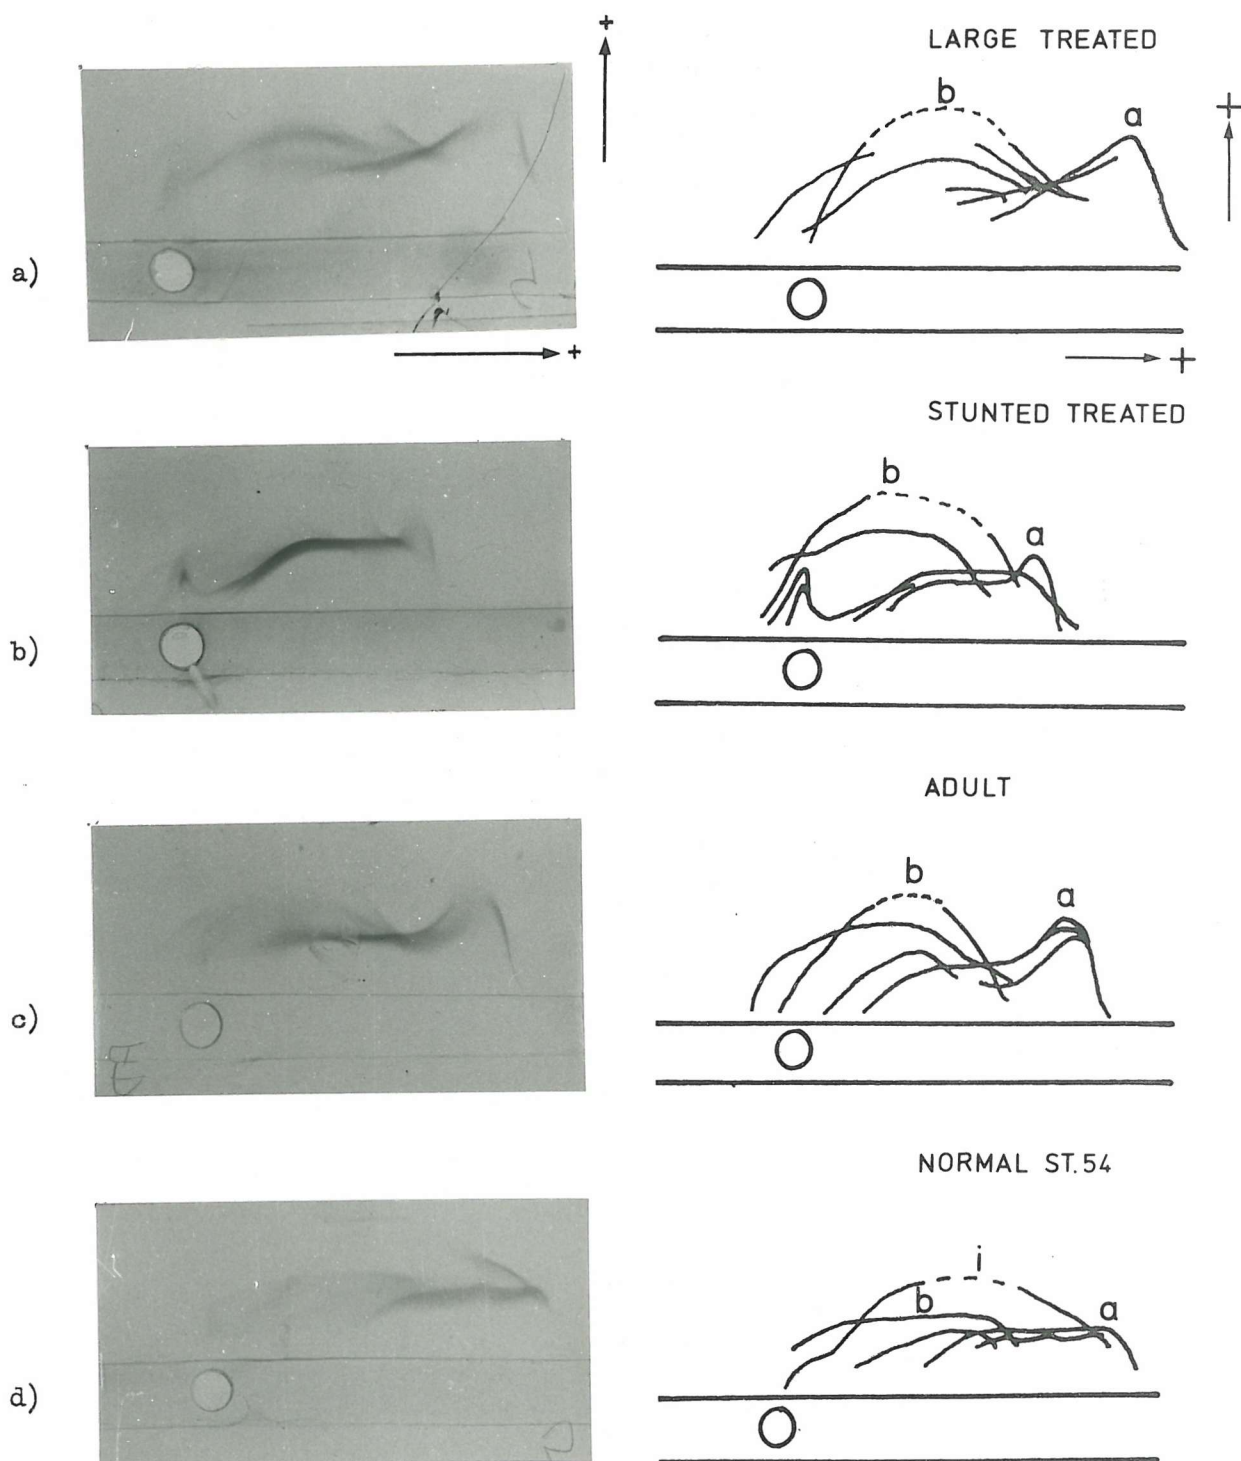 +
LARGE TREATED
b
a
+
a)
+
+
STUNTED TREATED
b
a
b)
ADULT
b
a
c)
E
NORMAL ST.54
i
b
a
d)